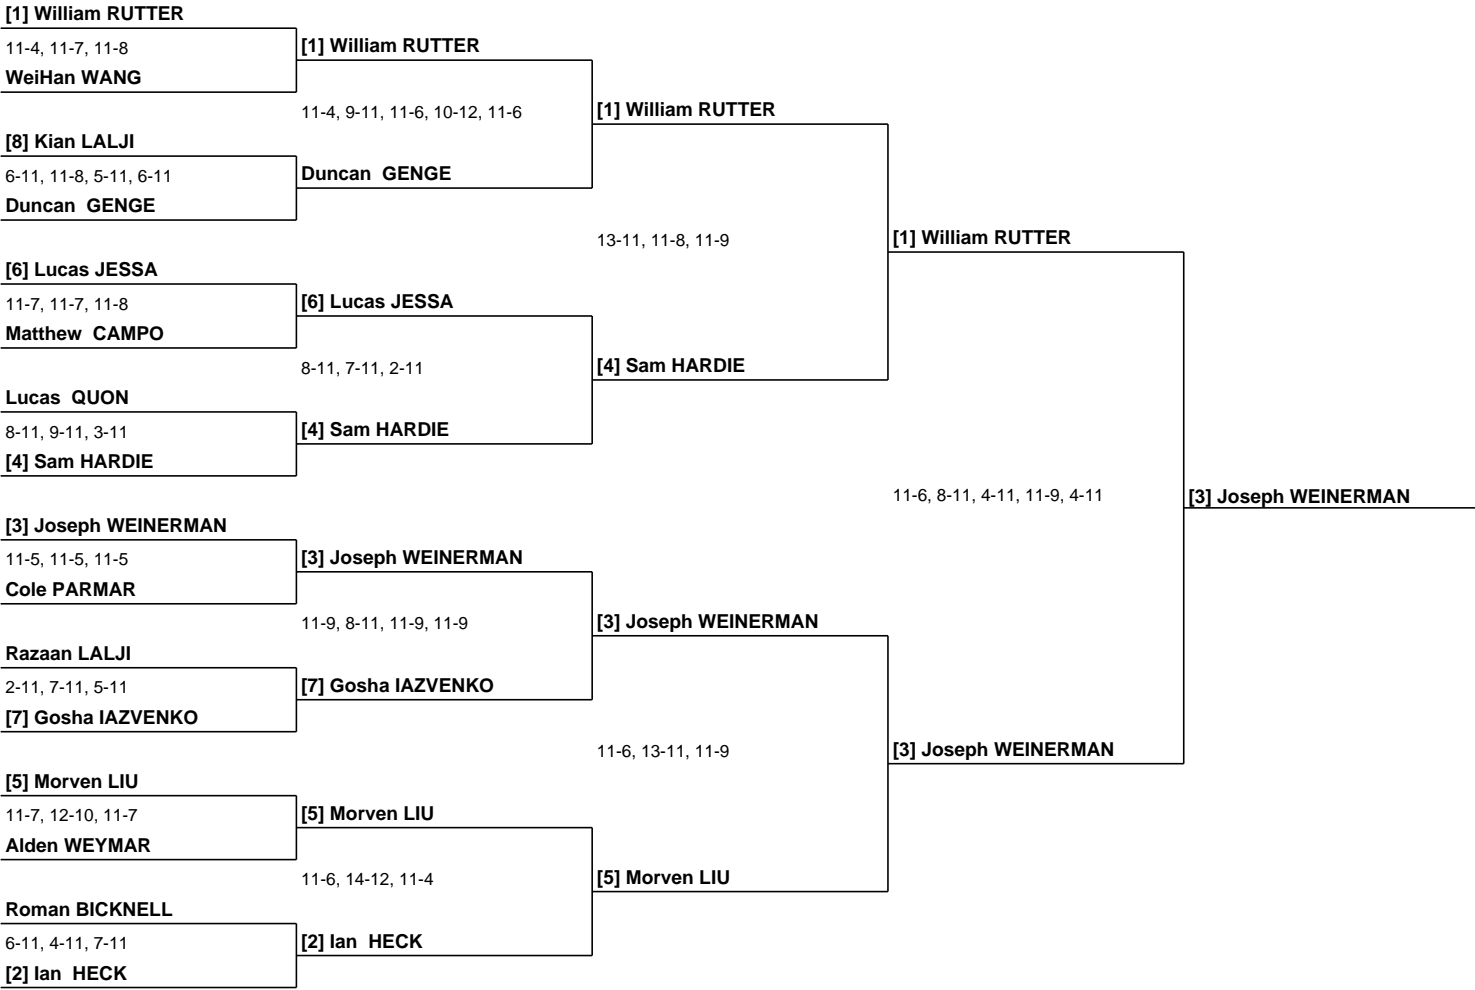 [1] William RUTTER
11-4, 11-7, 11-8
WeiHan WANG
[8] Kian LALJI
6-11, 11-8, 5-11, 6-11
Duncan GENGE
[6] Lucas JESSA
11-7, 11-7, 11-8
Matthew CAMPO
Lucas QUON
8-11, 9-11, 3-11
[4] Sam HARDIE
[3] Joseph WEINERMAN
11-5, 11-5, 11-5
Cole PARMAR
Razaan LALJI
2-11, 7-11, 5-11
[7] Gosha IAZVENKO
[5] Morven LIU
11-7, 12-10, 11-7
Alden WEYMAR
Roman BICKNELL
6-11, 4-11, 7-11
[2] Ian HECK
[1] William RUTTER
11-4, 9-11, 11-6, 10-12, 11-6
Duncan GENGE
[6] Lucas JESSA
8-11, 7-11, 2-11
[4] Sam HARDIE
[3] Joseph WEINERMAN
11-9, 8-11, 11-9, 11-9
[7] Gosha IAZVENKO
[5] Morven LIU
11-6, 14-12, 11-4
[2] Ian HECK
[1] William RUTTER
13-11, 11-8, 11-9
[4] Sam HARDIE
[3] Joseph WEINERMAN
11-6, 13-11, 11-9
[5] Morven LIU
[1] William RUTTER
11-6, 8-11, 4-11, 11-9, 4-11
[3] Joseph WEINERMAN
[3] Joseph WEINERMAN